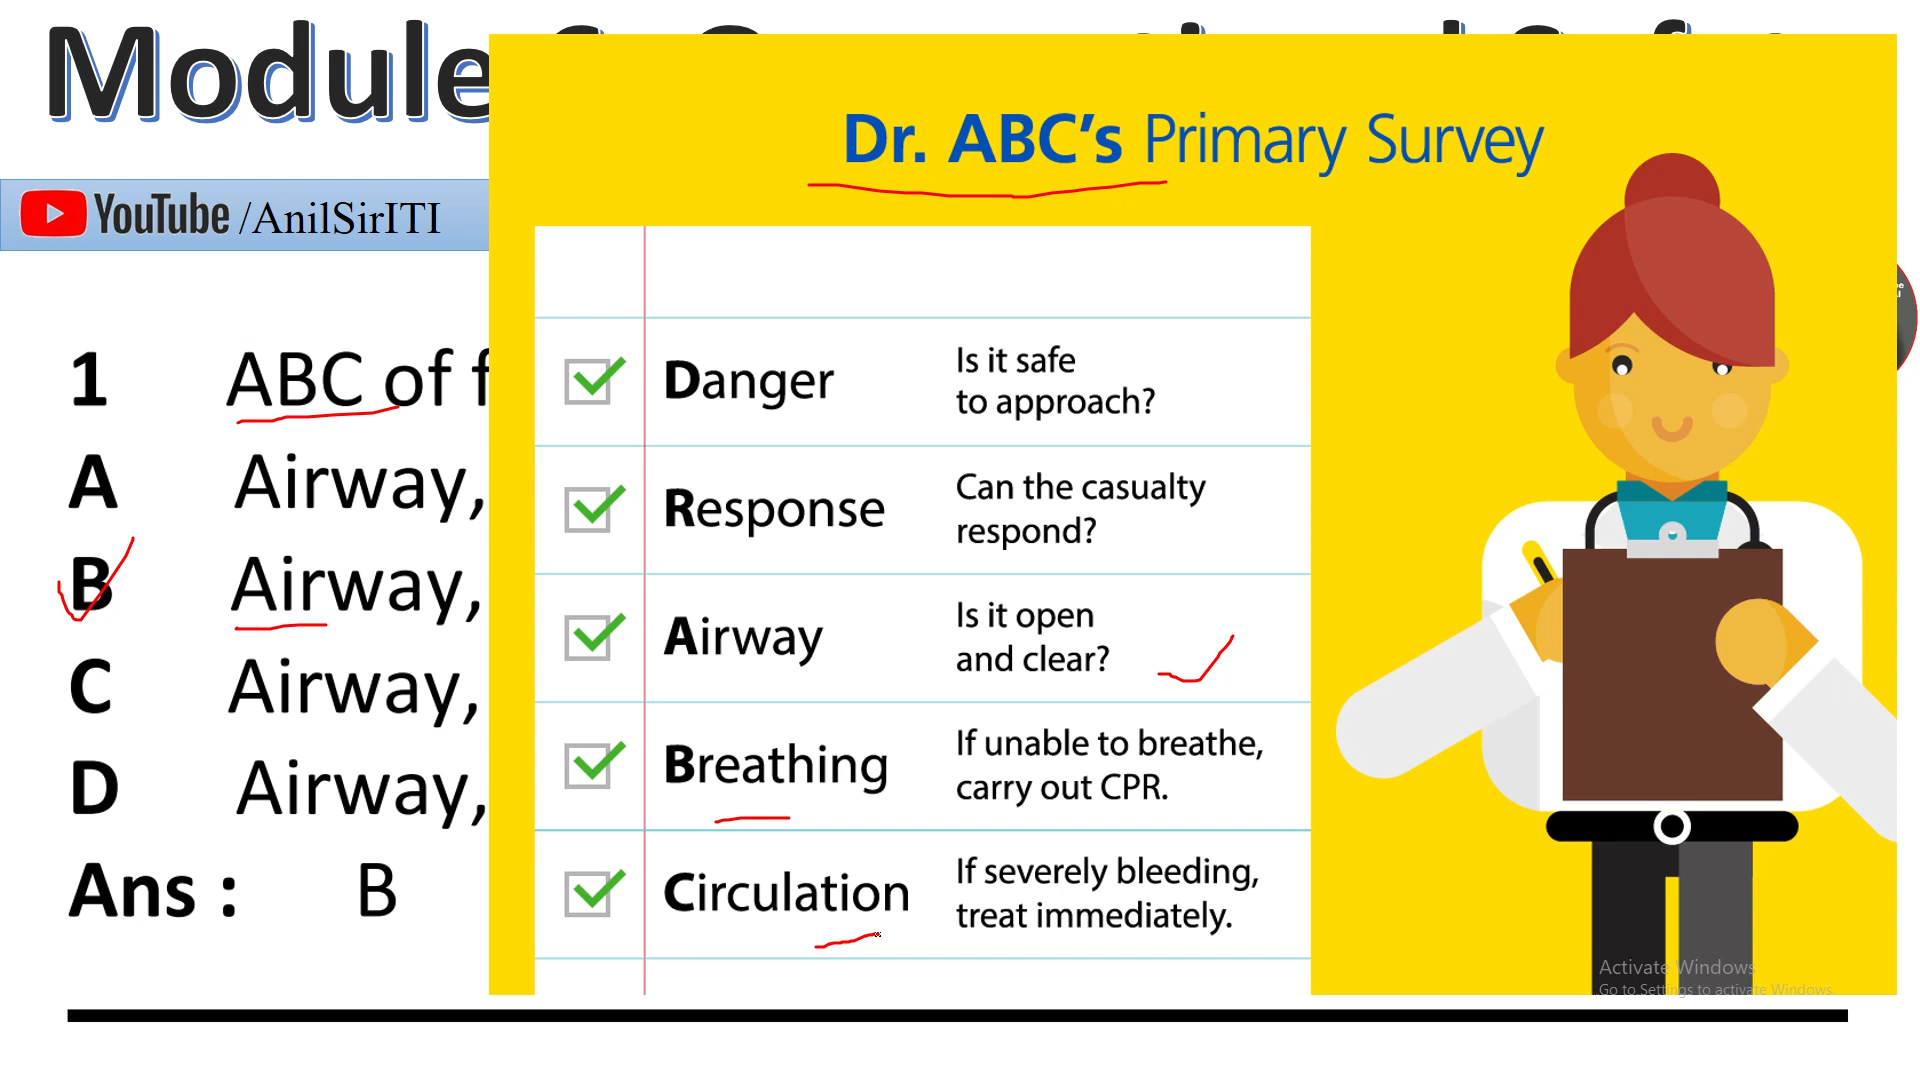 Module
YouTube /AnilSirITI
1 ABC of f
A Airway,
B Airway,
C Airway,
D Airway,
Ans : B
Dr. ABC's Primary Survey
Danger Is it safe
to approach?
Response Can the casualty
respond?
Airway Is it open
and clear?
Breathing If unable to breathe,
carry out CPR.
Circulation If severely bleeding,
treat immediately.
Activate Windows
Go to Settings to activate Windows.